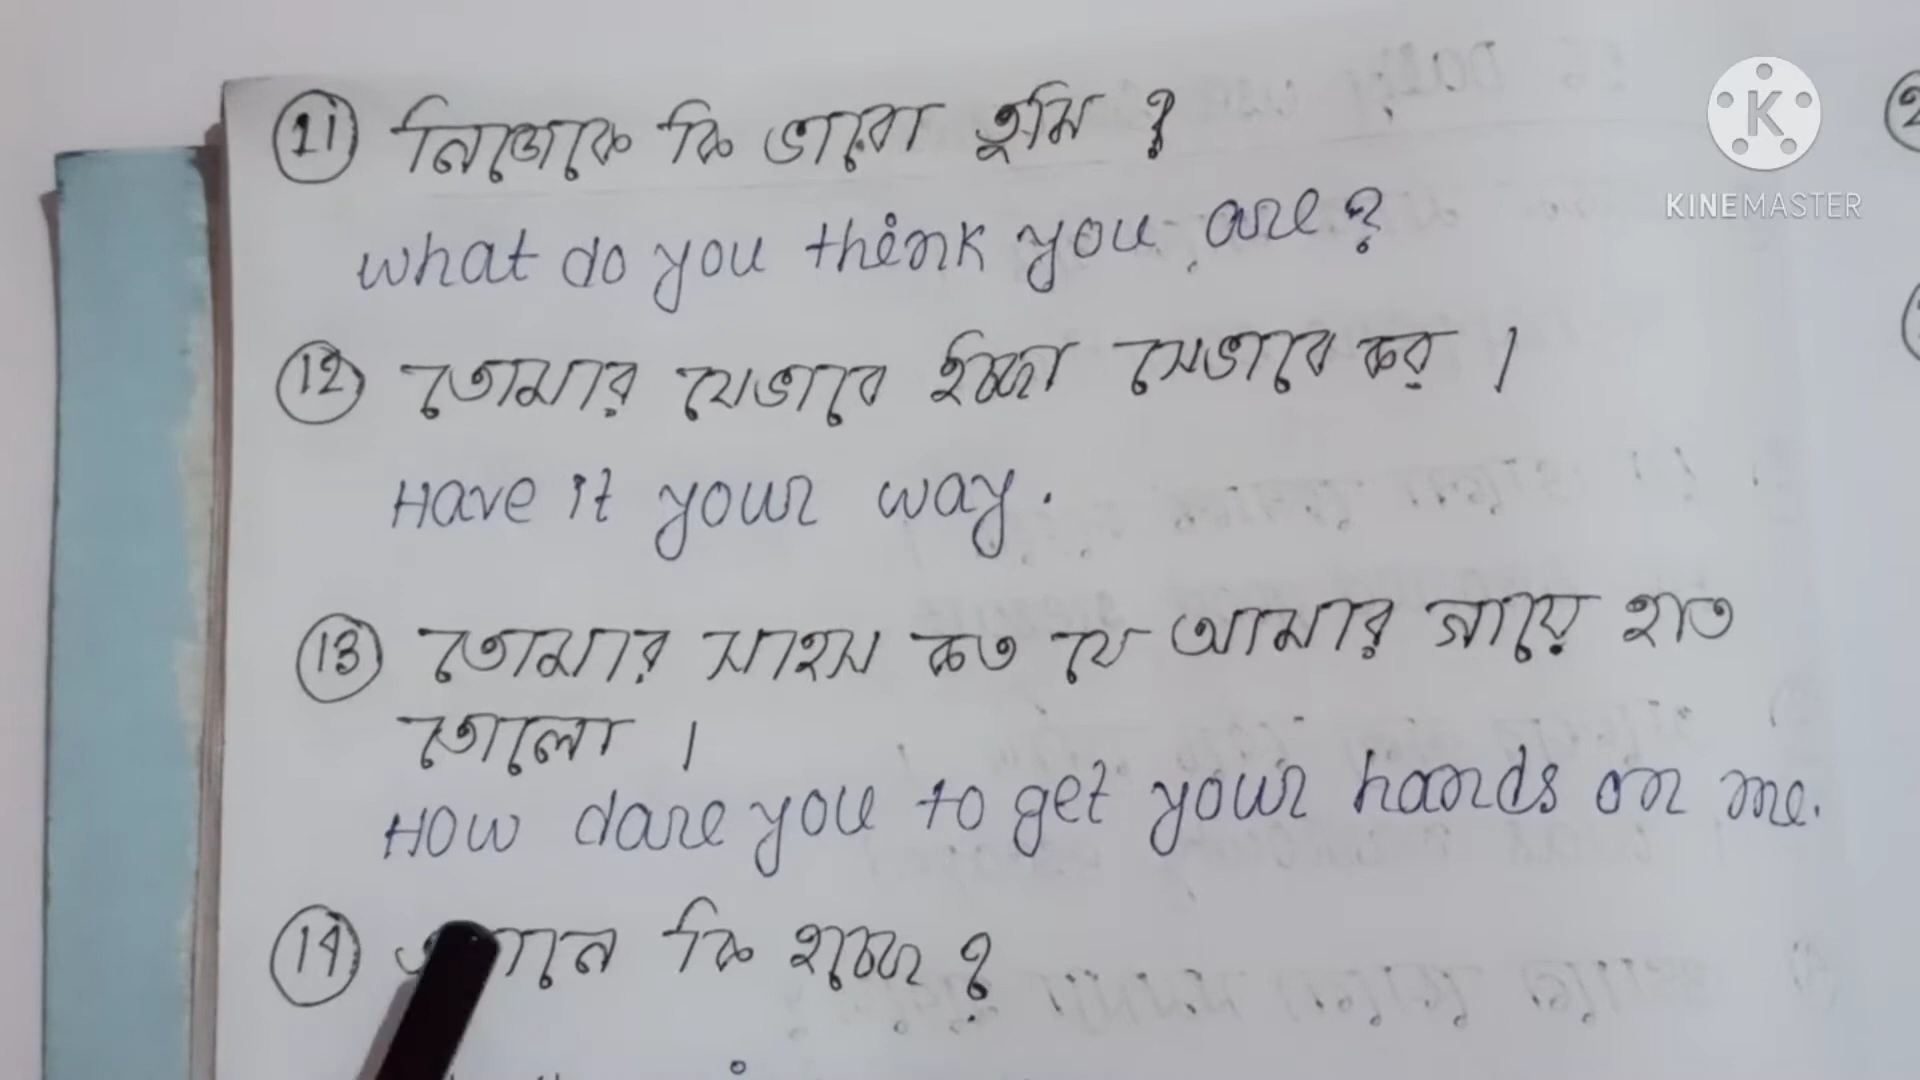 11 নিজেকে কি ভাবো তুমি ?
What do you think you are?
12 তোমার যেভাবে ইচ্ছা সেভাবে কর ।
Have it your way.
13 তোমার সাহস কত যে আমার গায়ে হাত
তোলো ।
How dare you to get your hands on me.
14 কি হচ্ছে ?
K
KINEMASTER